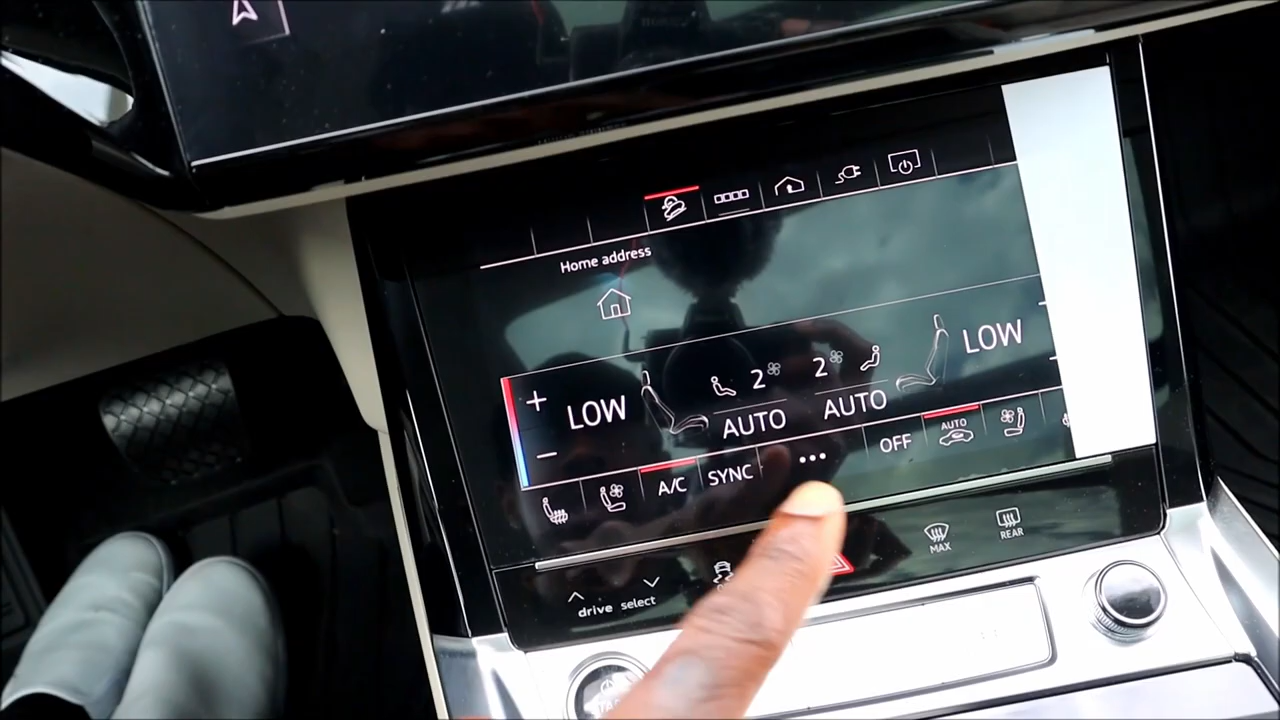 Home address
LOW
2
AUTO
2
AUTO
LOW
A/C
SYNC
...
OFF
AUTO
drive select
MAX
REAR